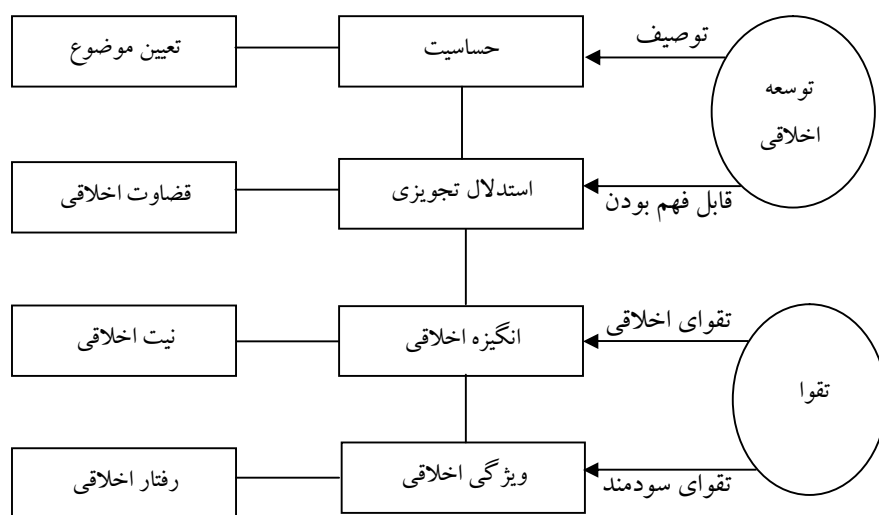 توصیف
حساسیت
تعیین موضوع
توسعه
اخلاقی
استدلال تجویزی
قضاوت اخلاقی
قابل فهم بودن
تقوای اخلاقی
انگیزه اخلاقی
نیت اخلاقی
تقوا
ویژگی اخلاقی
رفتار اخلاقی
تقوای سودمند